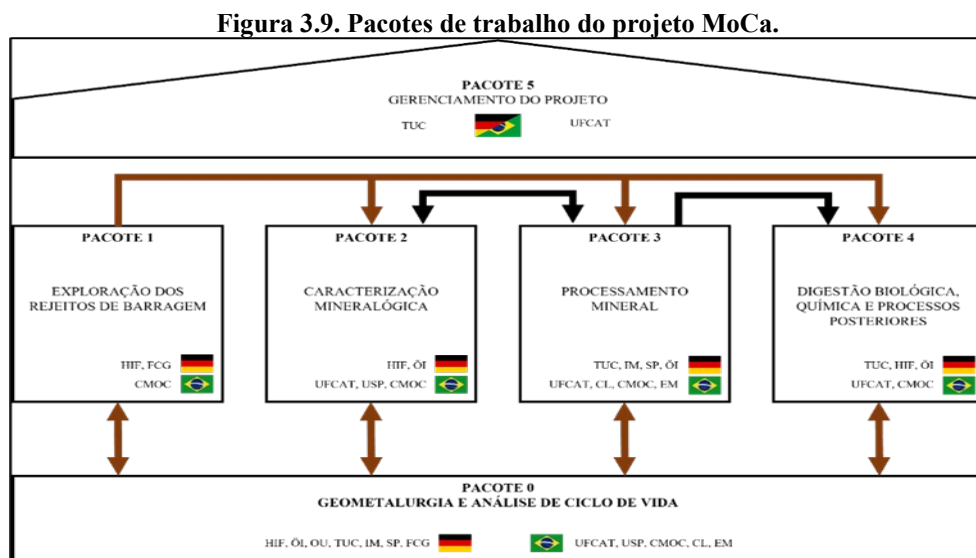 Figura 3.9. Pacotes de trabalho do projeto MoCa.
PACOTE 5
GERENCIAMENTO DO PROJETO
TUC
UFCAT
PACOTE 1
EXPLORAÇÃO DOS
REJEITOS DE BARRAGEM
HIF, FCG
CMOC
PACOTE 2
CARACTERIZAÇÃO
MINERALÓGICA
HIF, ÖI
UFCAT, USP, CMOC
PACOTE 3
PROCESSAMENTO
MINERAL
TUC, IM, SP, ÖI
UFCAT, CL, CMOC, EM
PACOTE 4
DIGESTÃO BIOLÓGICA,
QUÍMICA E PROCESSOS
POSTERIORES
TUC, HIF, ÖI
UFCAT, CMOC
PACOTE 0
GEOMETALURGIA E ANÁLISE DE CICLO DE VIDA
HIF, ÖI, OU, TUC, IM, SP, FCG
UFCAT, USP, CMOC, CL, EM